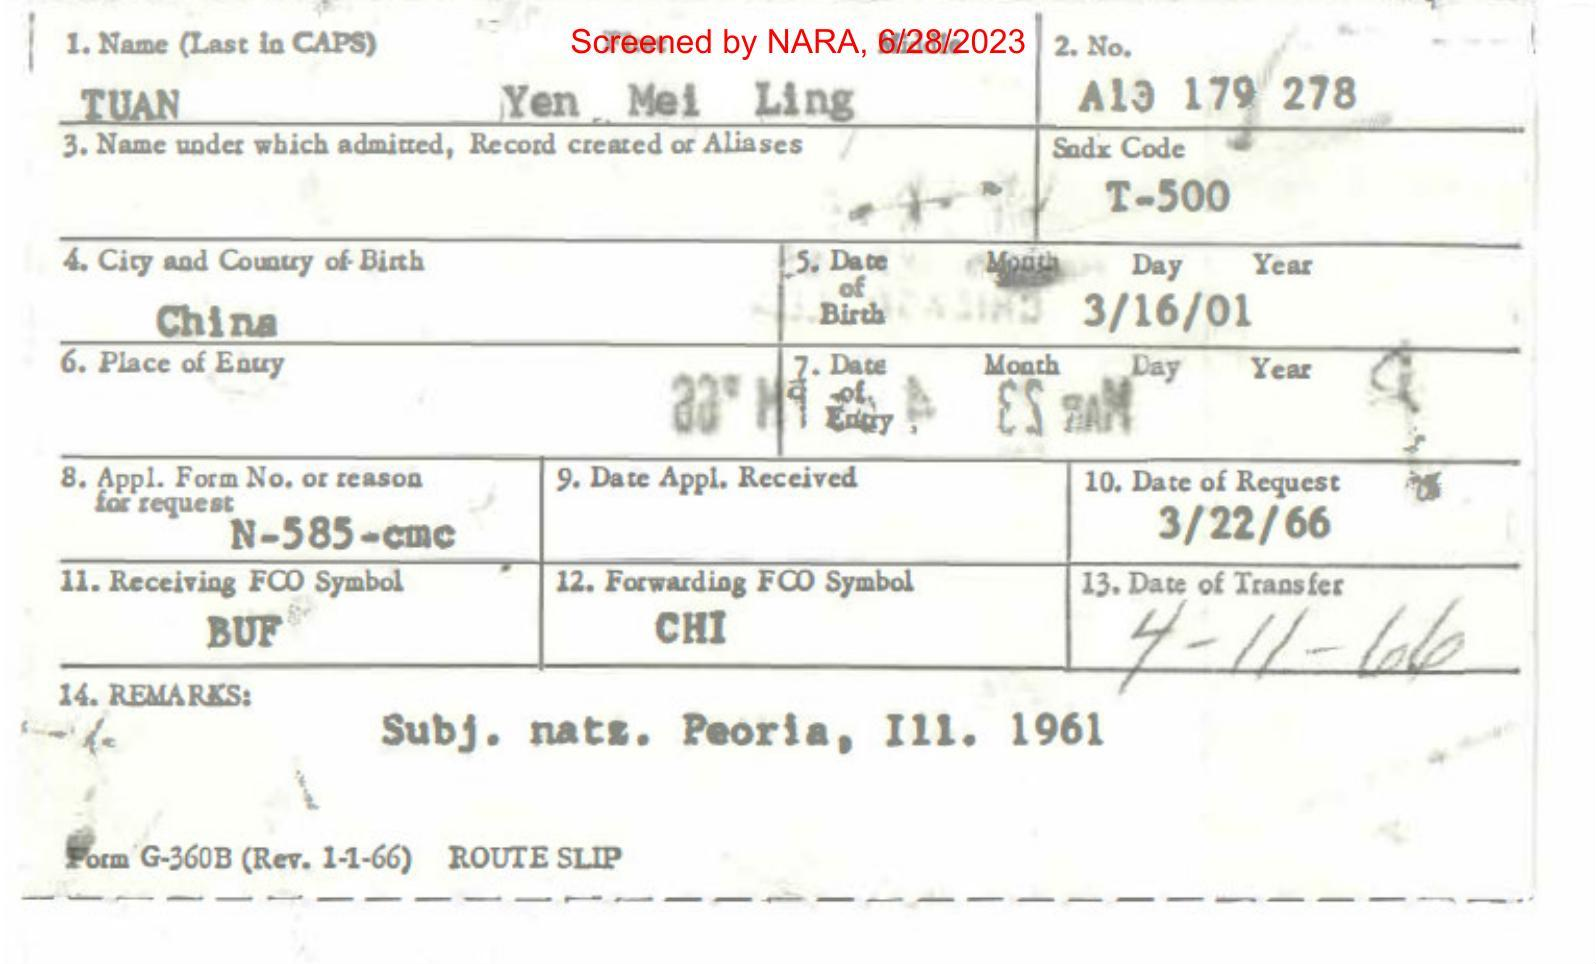 Screened by NARA, 6/28/2023
1. Name (Last in CAPS) First Middle
TUAN Yen Mei Ling
2. No.
A13 179 278
3. Name under which admitted, Record created or Aliases
Sndx Code
T-500
4. City and Country of Birth
China
5. Date of Birth Month Day Year
3/16/01
6. Place of Entry
7. Date of Entry Month Day Year
8. Appl. Form No. or reason
for request
N-585-cmc
9. Date Appl. Received
10. Date of Request
3/22/66
11. Receiving FCO Symbol
BUF
12. Forwarding FCO Symbol
CHI
13. Date of Transfer
4-11-66
14. REMARKS:
Subj. natz. Peoria, Ill. 1961
Form G-360B (Rev. 1-1-66) ROUTE SLIP